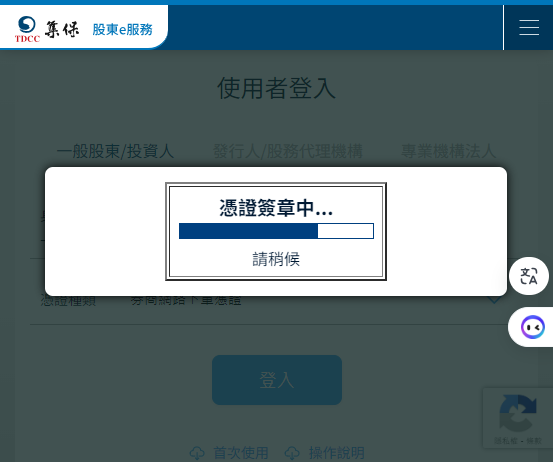 TDCC 集保 股東e服務
使用者登入
一般股東/投資人 發行人/股務代理機構 專業機構法人
憑證簽章中...
請稍候
憑證種類 券商網路下單憑證
登入
首次使用 操作說明